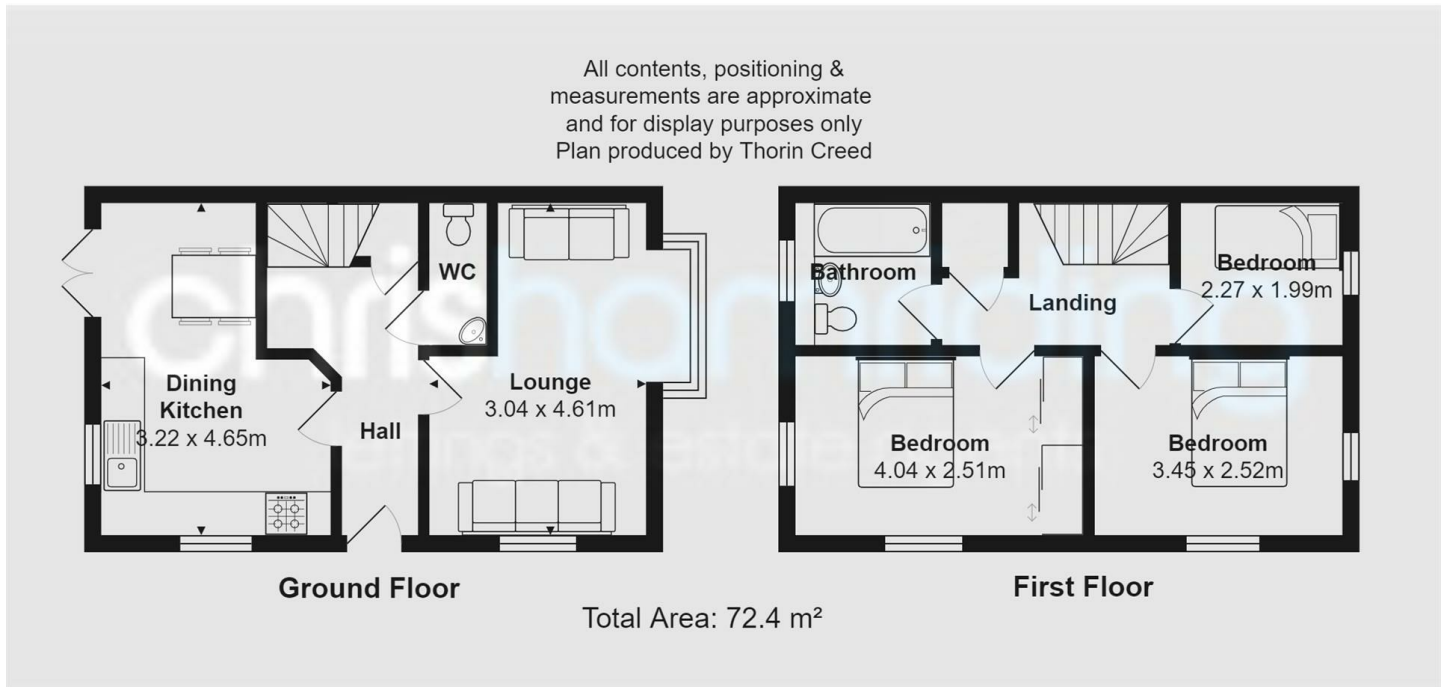 All contents, positioning &
measurements are approximate
and for display purposes only
Plan produced by Thorin Creed
WC
Dining
Kitchen
3.22 x 4.65m
Hall
Lounge
3.04 x 4.61m
Ground Floor
Bathroom
Landing
Bedroom
2.27 x 1.99m
Bedroom
4.04 x 2.51m
Bedroom
3.45 x 2.52m
First Floor
Total Area: 72.4 m²